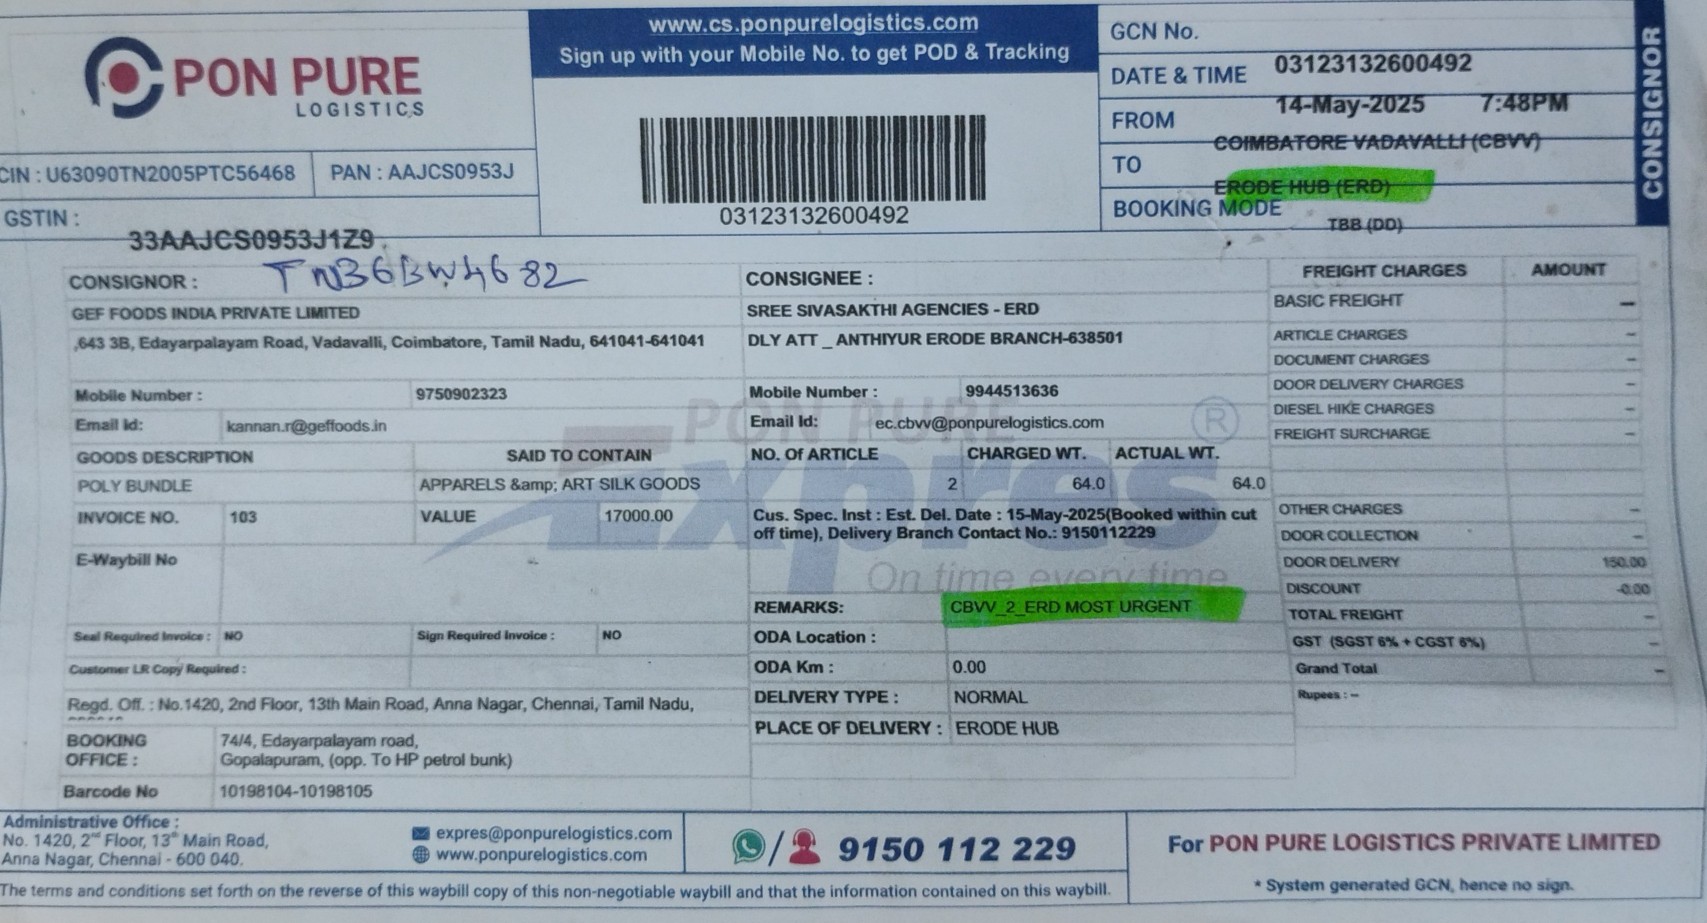 PON PURE
LOGISTICS
www.cs.ponpurelogistics.com
Sign up with your Mobile No. to get POD & Tracking
03123132600492
CIN : U63090TN2005PTC56468 PAN : AAJCS0953J
GSTIN :
33AAJCS0953J1Z9
GCN No.
03123132600492
DATE & TIME
14-May-2025 7:48PM
FROM
COIMBATORE VADAVALLI (CBVV)
TO
ERODE HUB (ERD)
BOOKING MODE
TBB (DD)
CONSIGNOR
CONSIGNOR : TN36BW4682
GEF FOODS INDIA PRIVATE LIMITED
,643 3B, Edayarpalayam Road, Vadavalli, Coimbatore, Tamil Nadu, 641041-641041
Mobile Number : 9750902323
Email Id: kannan.r@geffoods.in
GOODS DESCRIPTION SAID TO CONTAIN
POLY BUNDLE APPARELS &amp; ART SILK GOODS
INVOICE NO. 103 VALUE 17000.00
E-Waybill No
Seal Required Invoice : NO Sign Required Invoice : NO
Customer LR Copy Required :
Regd. Off. : No.1420, 2nd Floor, 13th Main Road, Anna Nagar, Chennai, Tamil Nadu,
BOOKING OFFICE : 74/4, Edayarpalayam road,
Gopalapuram, (opp. To HP petrol bunk)
Barcode No 10198104-10198105
CONSIGNEE :
SREE SIVASAKTHI AGENCIES - ERD
DLY ATT _ ANTHIYUR ERODE BRANCH-638501
Mobile Number : 9944513636
Email Id: ec.cbvv@ponpurelogistics.com
NO. Of ARTICLE CHARGED WT. ACTUAL WT.
2 64.0 64.0
Cus. Spec. Inst : Est. Del. Date : 15-May-2025(Booked within cut
off time), Delivery Branch Contact No.: 9150112229
REMARKS: CBVV_2_ERD MOST URGENT
ODA Location :
ODA Km : 0.00
DELIVERY TYPE : NORMAL
PLACE OF DELIVERY : ERODE HUB
PON PURE
Expres ®
On time every time
FREIGHT CHARGES AMOUNT
BASIC FREIGHT –
ARTICLE CHARGES –
DOCUMENT CHARGES –
DOOR DELIVERY CHARGES –
DIESEL HIKE CHARGES –
FREIGHT SURCHARGE –
OTHER CHARGES –
DOOR COLLECTION –
DOOR DELIVERY 150.00
DISCOUNT -0.00
TOTAL FREIGHT –
GST (SGST 6% + CGST 6%) –
Grand Total –
Rupees : –
Administrative Office :
No. 1420, 2nd Floor, 13th Main Road,
Anna Nagar, Chennai - 600 040.
expres@ponpurelogistics.com
www.ponpurelogistics.com
/ 9150 112 229
For PON PURE LOGISTICS PRIVATE LIMITED
* System generated GCN, hence no sign.
The terms and conditions set forth on the reverse of this waybill copy of this non-negotiable waybill and that the information contained on this waybill.